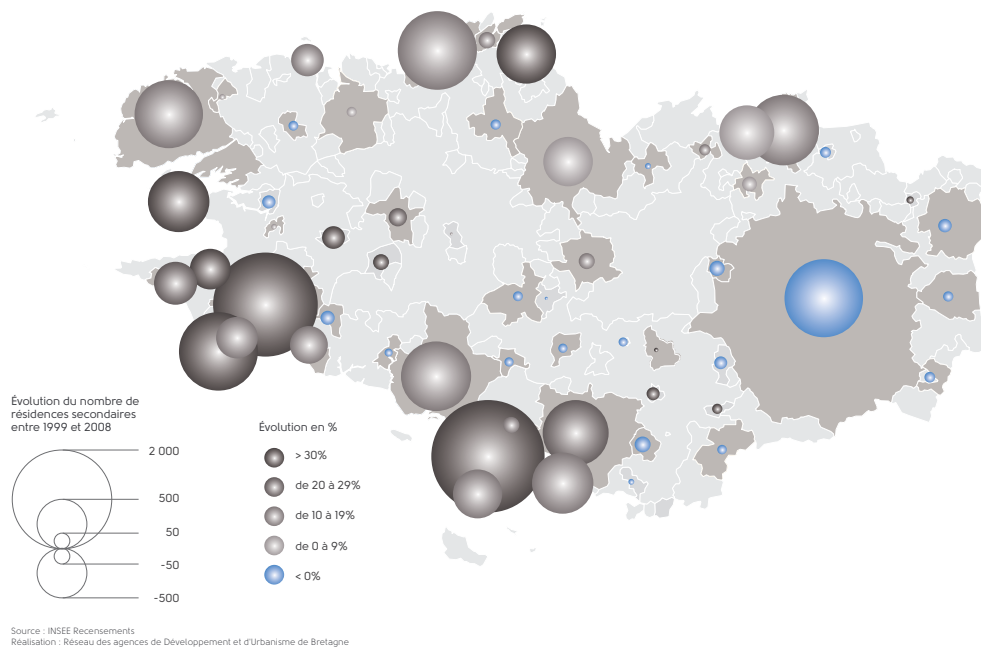 Évolution du nombre de
résidences secondaires
entre 1999 et 2008
2 000
500
50
-50
-500
Évolution en %
> 30%
de 20 à 29%
de 10 à 19%
de 0 à 9%
< 0%
Source : INSEE Recensements
Réalisation : Réseau des agences de Développement et d'Urbanisme de Bretagne